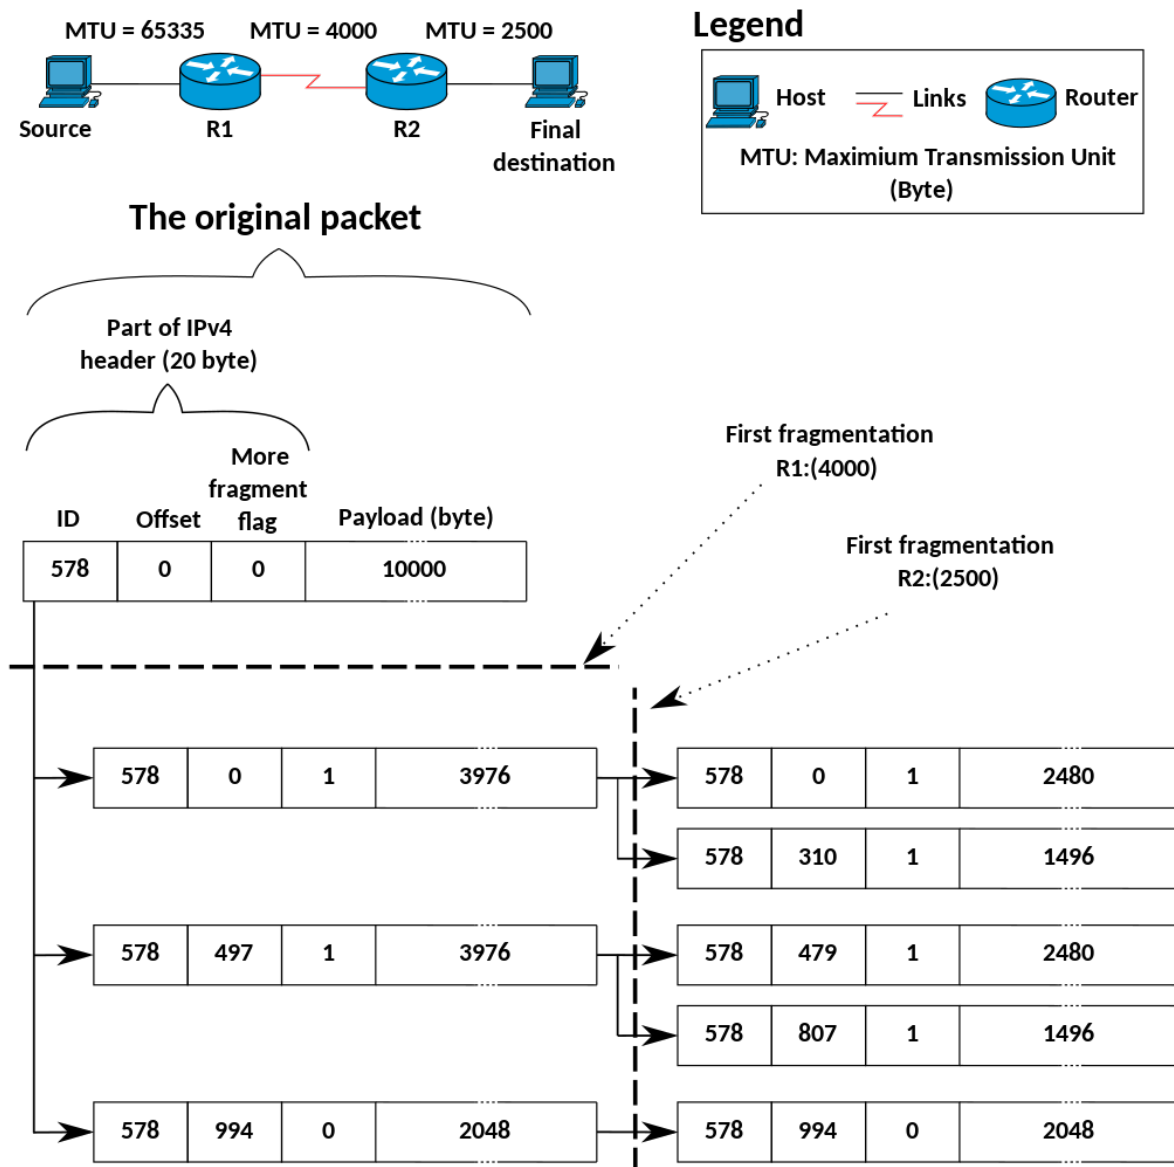 MTU = 65335 MTU = 4000 MTU = 2500
Source R1 R2 Final
destination
Legend
Host Links Router
MTU: Maximium Transmission Unit
(Byte)
The original packet
Part of IPv4
header (20 byte)
First fragmentation
R1:(4000)
First fragmentation
R2:(2500)
More
fragment
ID Offset flag Payload (byte)
578 0 0 10000
578 0 1 3976
578 0 1 2480
578 310 1 1496
578 497 1 3976
578 479 1 2480
578 807 1 1496
578 994 0 2048
578 994 0 2048